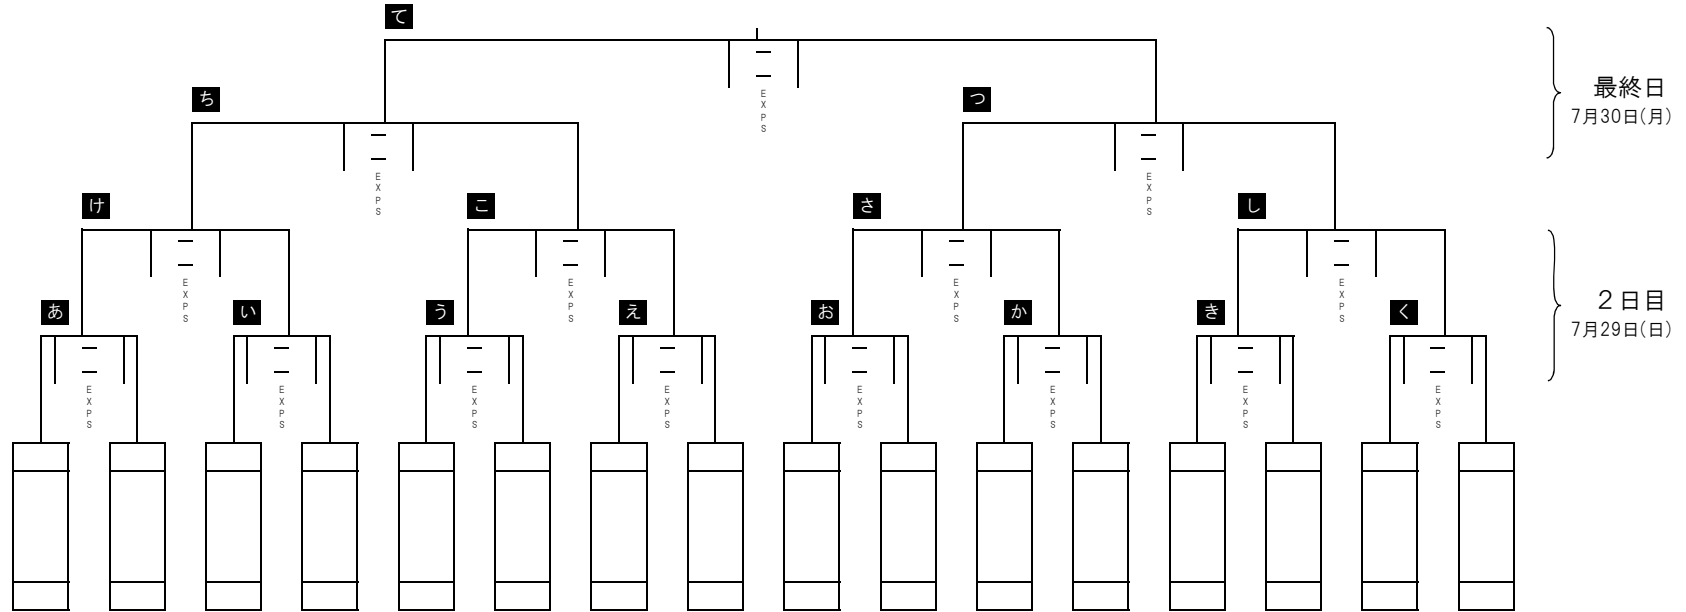 て
最終日
7月30日(月)
EXPS
ち
つ
EXPS
EXPS
け
こ
さ
し
2日目
7月29日(日)
EXPS
EXPS
EXPS
EXPS
あ
い
う
え
お
か
き
く
EXPS
EXPS
EXPS
EXPS
EXPS
EXPS
EXPS
EXPS